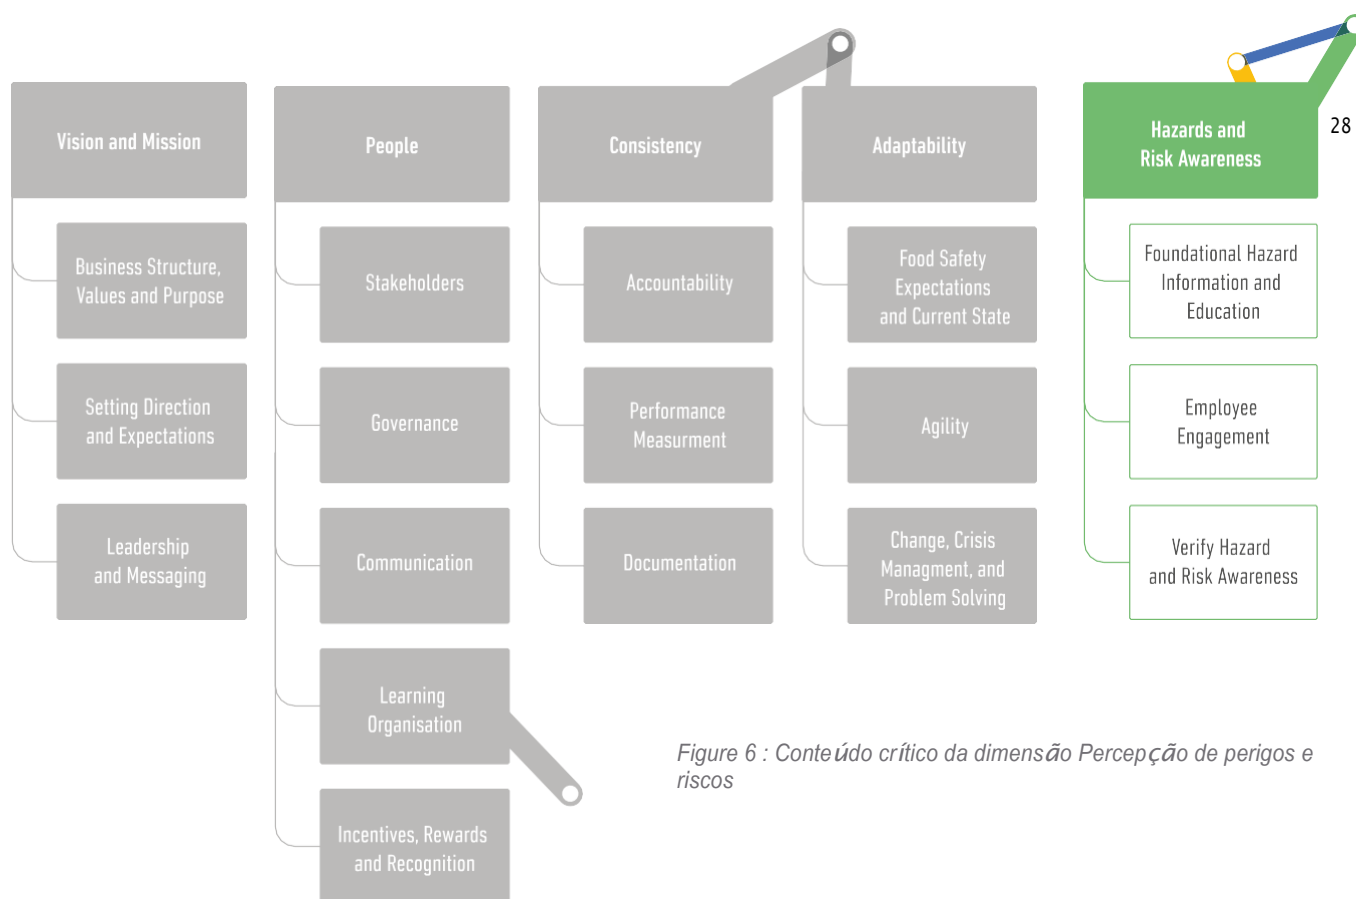 Vision and Mission
Business Structure,
Values and Purpose
Setting Direction
and Expectations
Leadership
and Messaging
People
Stakeholders
Governance
Communication
Learning
Organisation
Incentives, Rewards
and Recognition
Consistency
Accountability
Performance
Measurment
Documentation
Adaptability
Food Safety
Expectations
and Current State
Agility
Change, Crisis
Managment, and
Problem Solving
Hazards and
Risk Awareness
Foundational Hazard
Information and
Education
Employee
Engagement
Verify Hazard
and Risk Awareness
28
Figure 6 : Conteúdo crítico da dimensão Percepção de perigos e
riscos